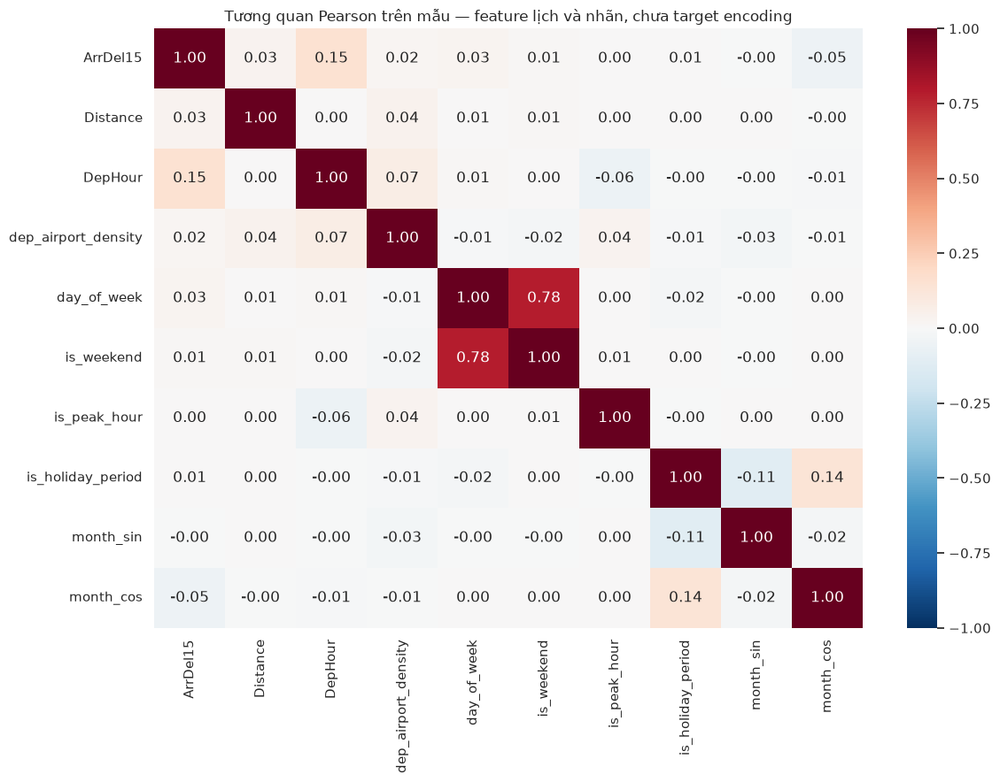 Tương quan Pearson trên mẫu — feature lịch và nhãn, chưa target encoding
ArrDel15 1.00 0.03 0.15 0.02 0.03 0.01 0.00 0.01 -0.00 -0.05
Distance 0.03 1.00 0.00 0.04 0.01 0.01 0.00 0.00 0.00 -0.00
DepHour 0.15 0.00 1.00 0.07 0.01 0.00 -0.06 -0.00 -0.00 -0.01
dep_airport_density 0.02 0.04 0.07 1.00 -0.01 -0.02 0.04 -0.01 -0.03 -0.01
day_of_week 0.03 0.01 0.01 -0.01 1.00 0.78 0.00 -0.02 -0.00 0.00
is_weekend 0.01 0.01 0.00 -0.02 0.78 1.00 0.01 0.00 -0.00 0.00
is_peak_hour 0.00 0.00 -0.06 0.04 0.00 0.01 1.00 -0.00 0.00 0.00
is_holiday_period 0.01 0.00 -0.00 -0.01 -0.02 0.00 -0.00 1.00 -0.11 0.14
month_sin -0.00 0.00 -0.00 -0.03 -0.00 -0.00 0.00 -0.11 1.00 -0.02
month_cos -0.05 -0.00 -0.01 -0.01 0.00 0.00 0.00 0.14 -0.02 1.00
ArrDel15
Distance
DepHour
dep_airport_density
day_of_week
is_weekend
is_peak_hour
is_holiday_period
month_sin
month_cos
1.00
0.75
0.50
0.25
0.00
−0.25
−0.50
−0.75
−1.00